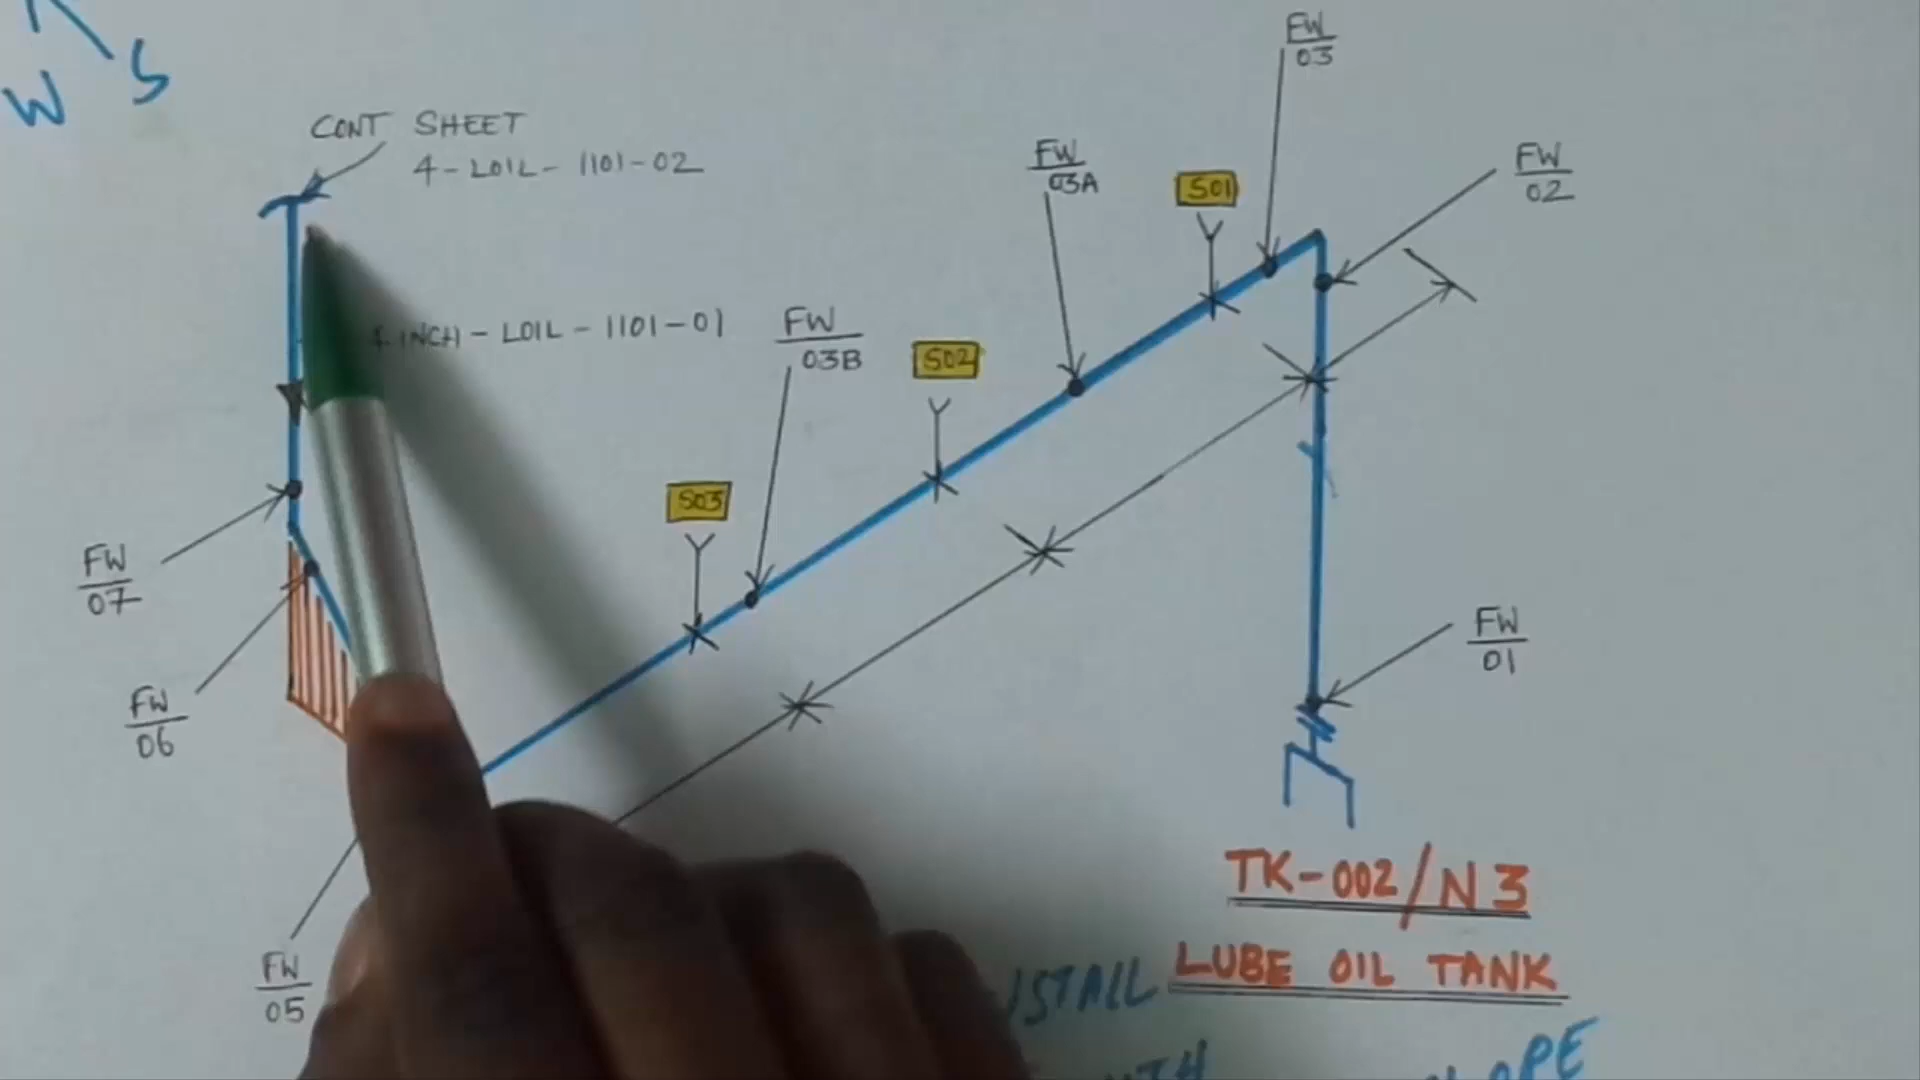 W S
CONT SHEET
4-LOIL-1101-02
INCH-LOIL-1101-01
FW
03
FW
03A
S01
FW
02
FW
03B
S02
S03
FW
07
FW
01
FW
06
TK-002/N3
LUBE OIL TANK
FW
05